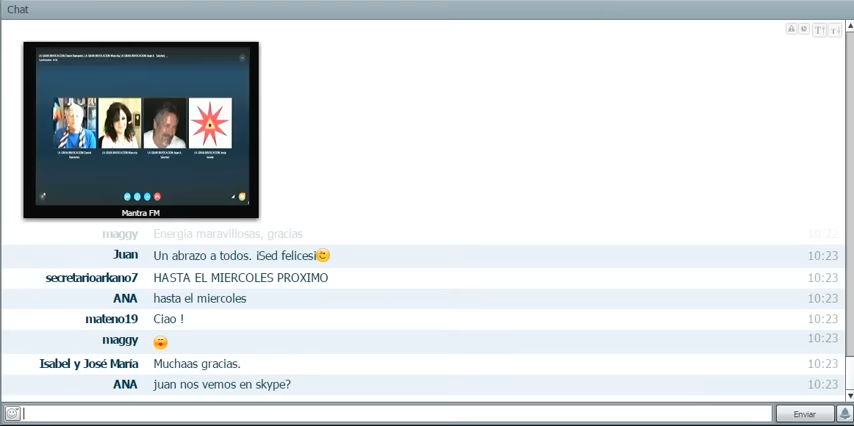 Chat
Mantra FM
maggy Energia maravillosas, gracias 10:22
Juan Un abrazo a todos. ¡Sed felices¡ 10:23
secretarioarkano7 HASTA EL MIERCOLES PROXIMO 10:23
ANA hasta el miercoles 10:23
mateno19 Ciao ! 10:23
maggy 10:23
Isabel y José María Muchaas gracias. 10:23
ANA juan nos vemos en skype? 10:23
Enviar